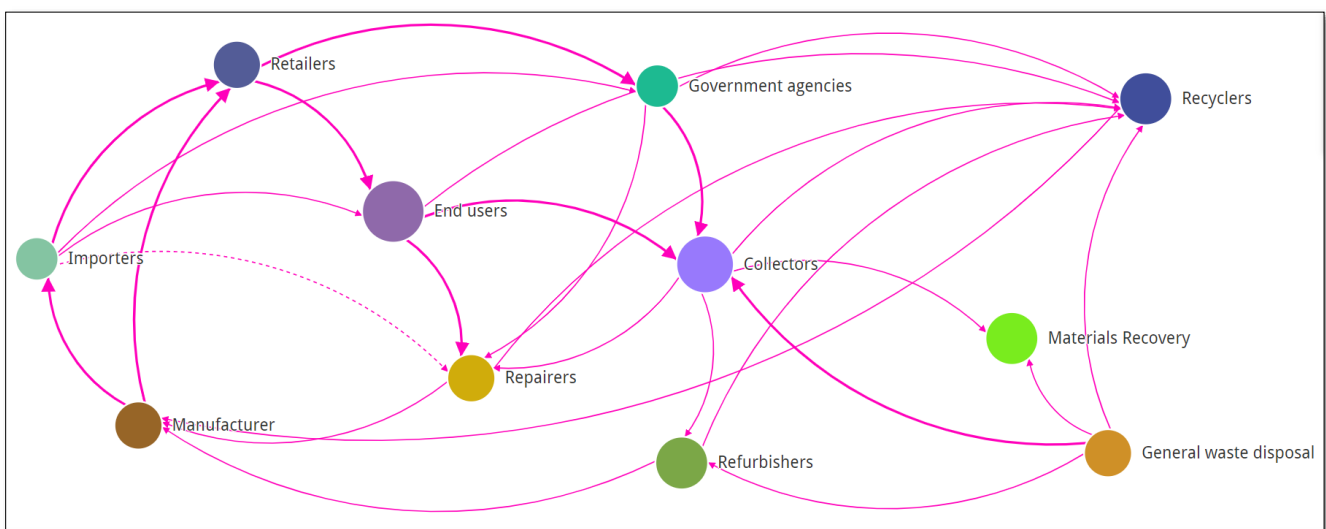 Retailers
Government agencies
Recyclers
End users
Importers
Collectors
Materials Recovery
Repairers
Manufacturer
Refurbishers
General waste disposal